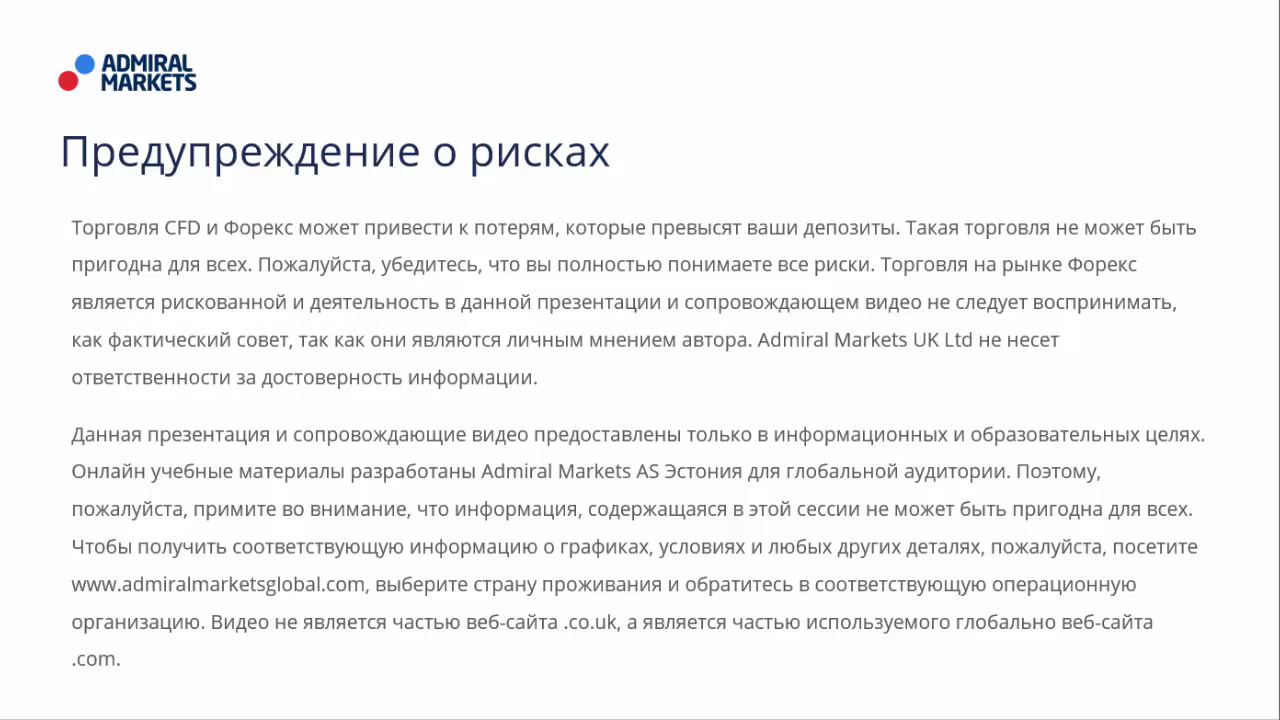 ADMIRAL
MARKETS
Предупреждение о рисках
Торговля CFD и Форекс может привести к потерям, которые превысят ваши депозиты. Такая торговля не может быть
пригодна для всех. Пожалуйста, убедитесь, что вы полностью понимаете все риски. Торговля на рынке Форекс
является рискованной и деятельность в данной презентации и сопровождающем видео не следует воспринимать,
как фактический совет, так как они являются личным мнением автора. Admiral Markets UK Ltd не несет
ответственности за достоверность информации.
Данная презентация и сопровождающие видео предоставлены только в информационных и образовательных целях.
Онлайн учебные материалы разработаны Admiral Markets AS Эстония для глобальной аудитории. Поэтому,
пожалуйста, примите во внимание, что информация, содержащаяся в этой сессии не может быть пригодна для всех.
Чтобы получить соответствующую информацию о графиках, условиях и любых других деталях, пожалуйста, посетите
www.admiralmarketsglobal.com, выберите страну проживания и обратитесь в соответствующую операционную
организацию. Видео не является частью веб-сайта .co.uk, а является частью используемого глобально веб-сайта
.com.